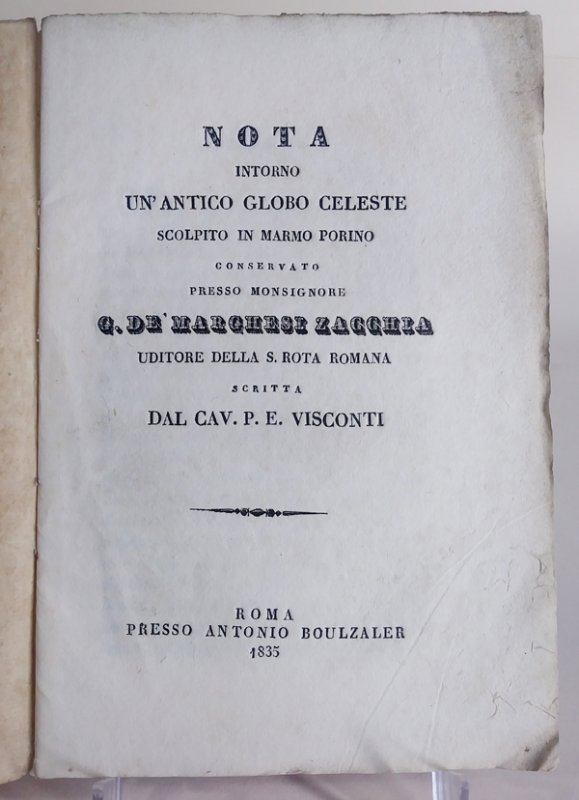 NOTA
INTORNO
UN' ANTICO GLOBO CELESTE
SCOLPITO IN MARMO PORINO
CONSERVATO
PRESSO MONSIGNORE
G. DE' MARCHESI ZACCHIA
UDITORE DELLA S. ROTA ROMANA
SCRITTA
DAL CAV. P. E. VISCONTI
ROMA
PRESSO ANTONIO BOULZALER
1835